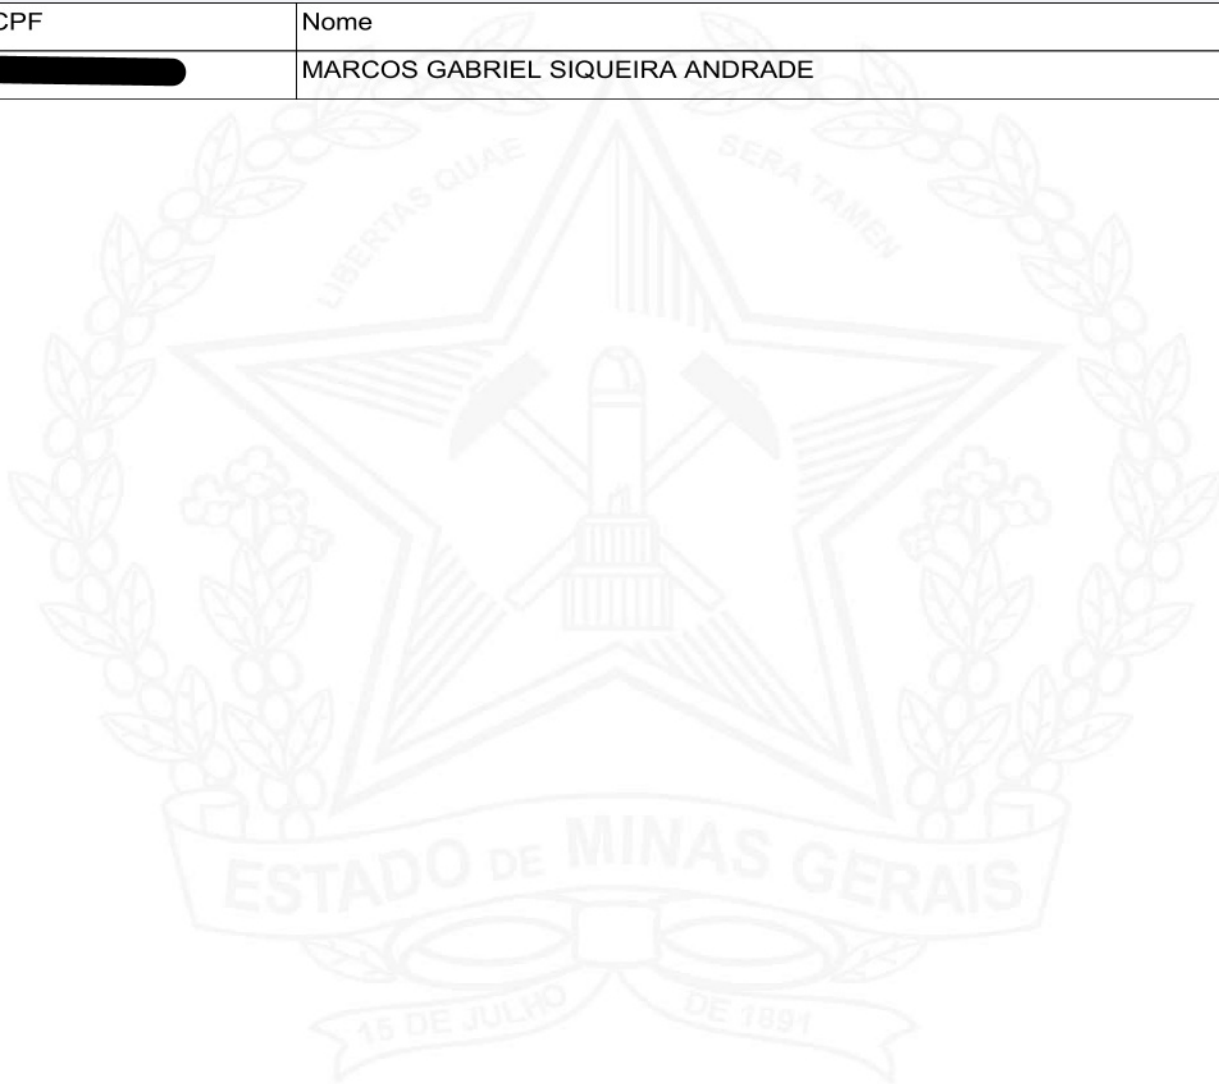 CPF
Nome
MARCOS GABRIEL SIQUEIRA ANDRADE
LIBERTAS QUAE
SERA TAMEN
ESTADO DE MINAS GERAIS
15 DE JULHO
DE 1891